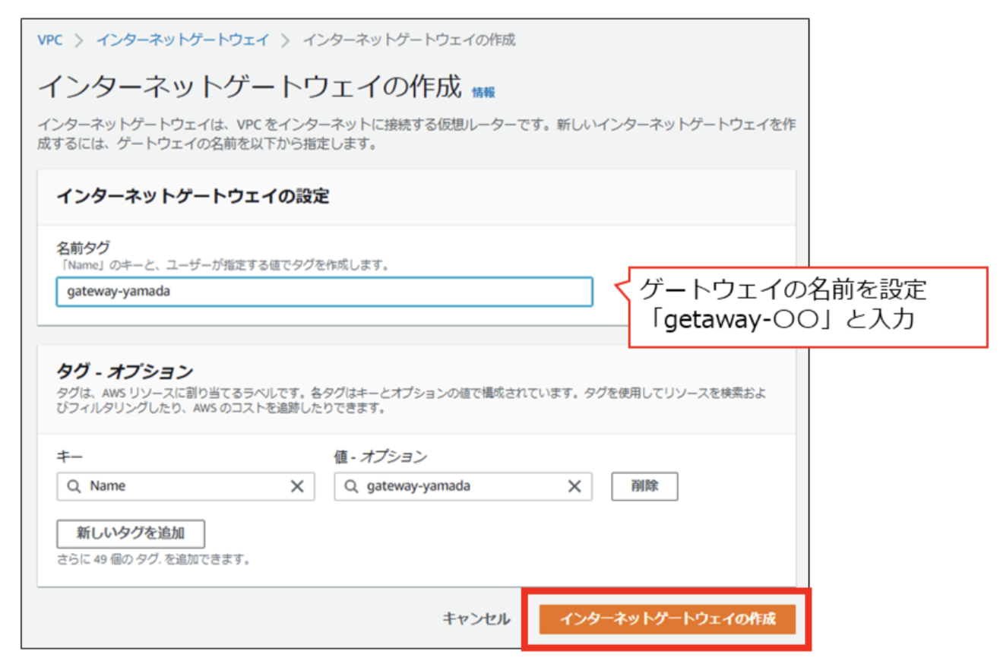 VPC > インターネットゲートウェイ > インターネットゲートウェイの作成
インターネットゲートウェイの作成 情報
インターネットゲートウェイは、VPC をインターネットに接続する仮想ルーターです。新しいインターネットゲートウェイを作
成するには、ゲートウェイの名前を以下から指定します。
インターネットゲートウェイの設定
名前タグ
「Name」のキーと、ユーザーが指定する値でタグを作成します。
gateway-yamada
ゲートウェイの名前を設定
「getaway-〇〇」と入力
タグ - オプション
タグは、AWS リソースに割り当てるラベルです。各タグはキーとオプションの値で構成されています。タグを使用してリソースを検索およ
びフィルタリングしたり、AWS のコストを追跡したりできます。
キー 値 - オプション
Name gateway-yamada 削除
新しいタグを追加
さらに 49 個の タグ. を追加できます。
キャンセル インターネットゲートウェイの作成